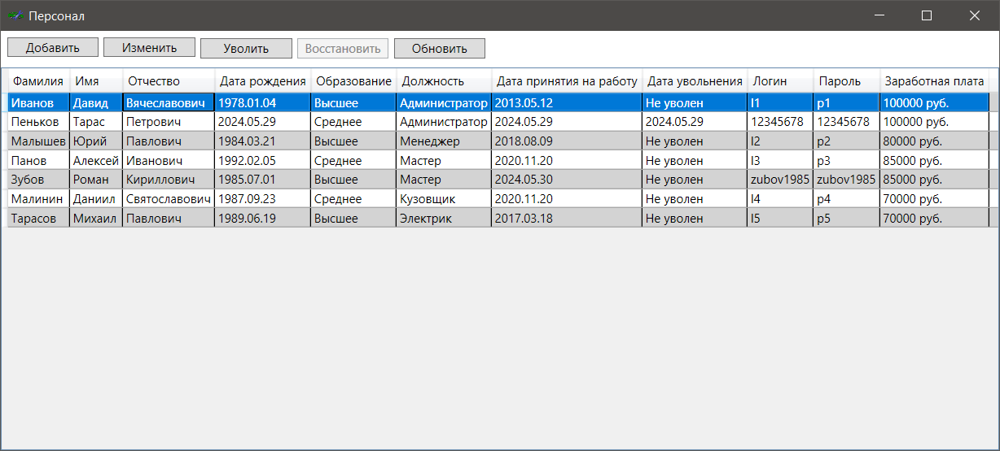 Персонал
Добавить Изменить Уволить Восстановить Обновить
Фамилия Имя Отчество Дата рождения Образование Должность Дата принятия на работу Дата увольнения Логин Пароль Заработная плата
Иванов Давид Вячеславович 1978.01.04 Высшее Администратор 2013.05.12 Не уволен l1 p1 100000 руб.
Пеньков Тарас Петрович 2024.05.29 Среднее Администратор 2024.05.29 2024.05.29 12345678 12345678 100000 руб.
Малышев Юрий Павлович 1984.03.21 Высшее Менеджер 2018.08.09 Не уволен l2 p2 80000 руб.
Панов Алексей Иванович 1992.02.05 Среднее Мастер 2020.11.20 Не уволен l3 p3 85000 руб.
Зубов Роман Кириллович 1985.07.01 Высшее Мастер 2024.05.30 Не уволен zubov1985 zubov1985 85000 руб.
Малинин Даниил Святославович 1987.09.23 Среднее Кузовщик 2020.11.20 Не уволен l4 p4 70000 руб.
Тарасов Михаил Павлович 1989.06.19 Высшее Электрик 2017.03.18 Не уволен l5 p5 70000 руб.